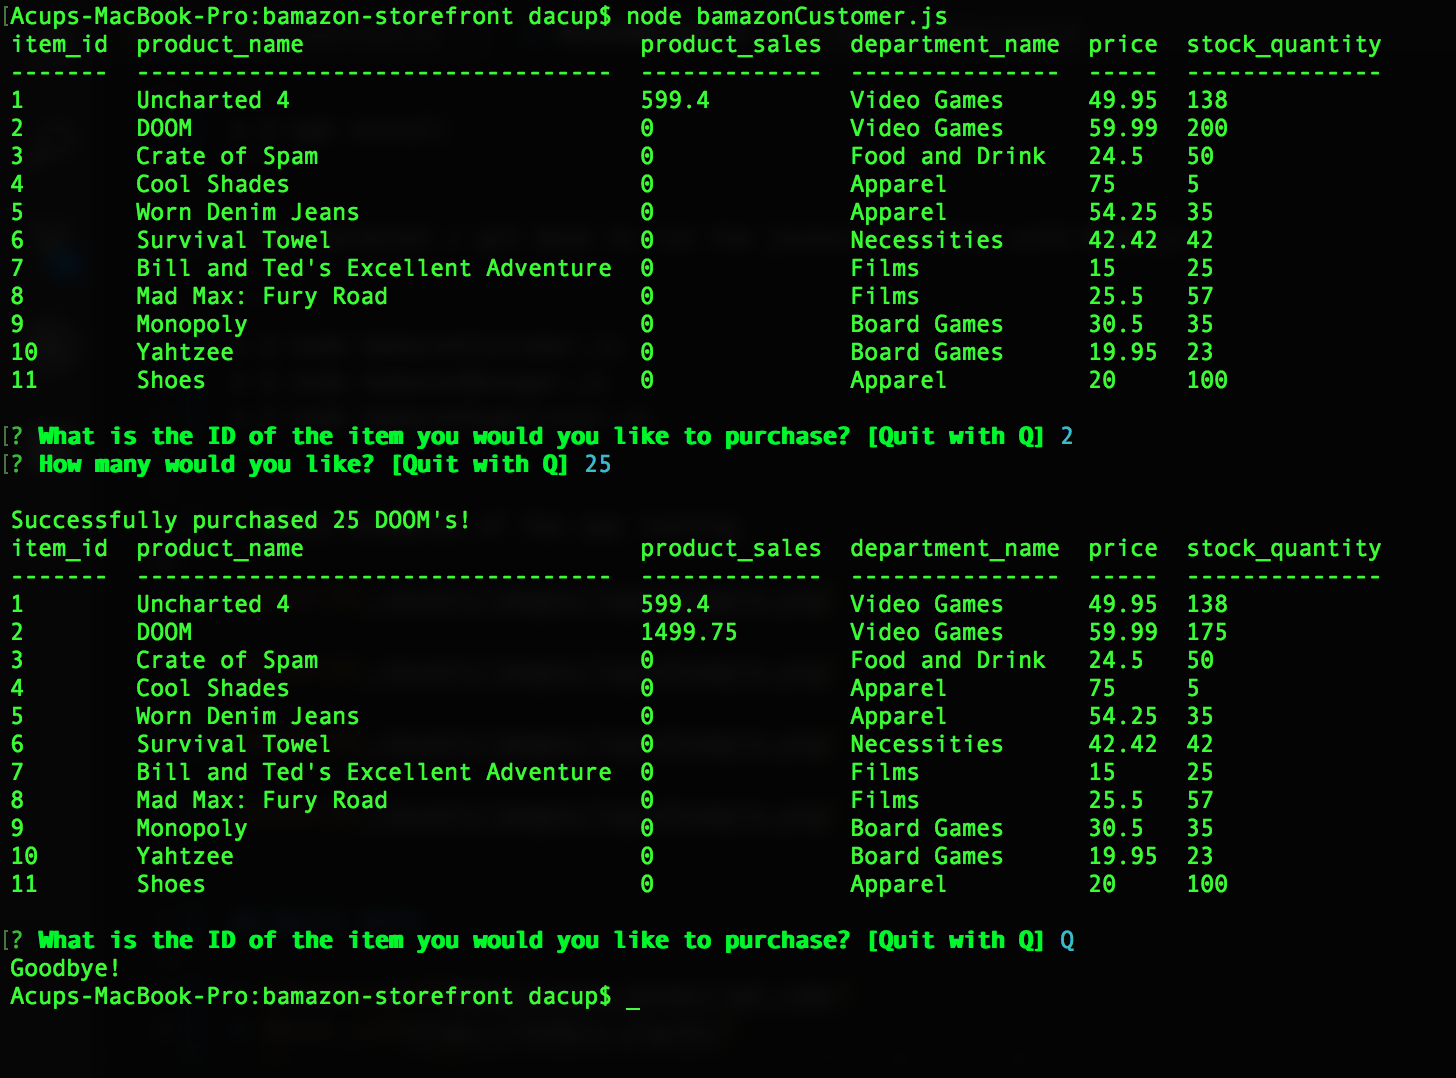 [Acups-MacBook-Pro:bamazon-storefront dacup$ node bamazonCustomer.js
item_id  product_name                        product_sales  department_name  price  stock_quantity
-------  ----------------------------------  -------------  ---------------  -----  --------------
1        Uncharted 4                         599.4          Video Games      49.95  138
2        DOOM                                0              Video Games      59.99  200
3        Crate of Spam                       0              Food and Drink   24.5   50
4        Cool Shades                         0              Apparel          75     5
5        Worn Denim Jeans                    0              Apparel          54.25  35
6        Survival Towel                      0              Necessities      42.42  42
7        Bill and Ted's Excellent Adventure  0              Films            15     25
8        Mad Max: Fury Road                  0              Films            25.5   57
9        Monopoly                            0              Board Games      30.5   35
10       Yahtzee                             0              Board Games      19.95  23
11       Shoes                               0              Apparel          20     100
[? What is the ID of the item you would you like to purchase? [Quit with Q] 2
[? How many would you like? [Quit with Q] 25
Successfully purchased 25 DOOM's!
item_id  product_name                        product_sales  department_name  price  stock_quantity
-------  ----------------------------------  -------------  ---------------  -----  --------------
1        Uncharted 4                         599.4          Video Games      49.95  138
2        DOOM                                1499.75        Video Games      59.99  175
3        Crate of Spam                       0              Food and Drink   24.5   50
4        Cool Shades                         0              Apparel          75     5
5        Worn Denim Jeans                    0              Apparel          54.25  35
6        Survival Towel                      0              Necessities      42.42  42
7        Bill and Ted's Excellent Adventure  0              Films            15     25
8        Mad Max: Fury Road                  0              Films            25.5   57
9        Monopoly                            0              Board Games      30.5   35
10       Yahtzee                             0              Board Games      19.95  23
11       Shoes                               0              Apparel          20     100
[? What is the ID of the item you would you like to purchase? [Quit with Q] Q
Goodbye!
Acups-MacBook-Pro:bamazon-storefront dacup$ _